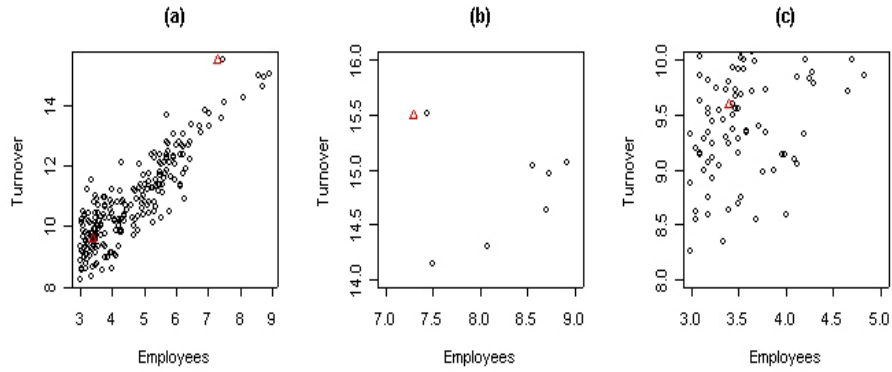 (a)
Turnover
14
12
10
8
3 4 5 6 7 8 9
Employees
(b)
Turnover
16.0
15.5
15.0
14.5
14.0
7.0 7.5 8.0 8.5 9.0
Employees
(c)
Turnover
10.0
9.5
9.0
8.5
8.0
3.0 3.5 4.0 4.5 5.0
Employees